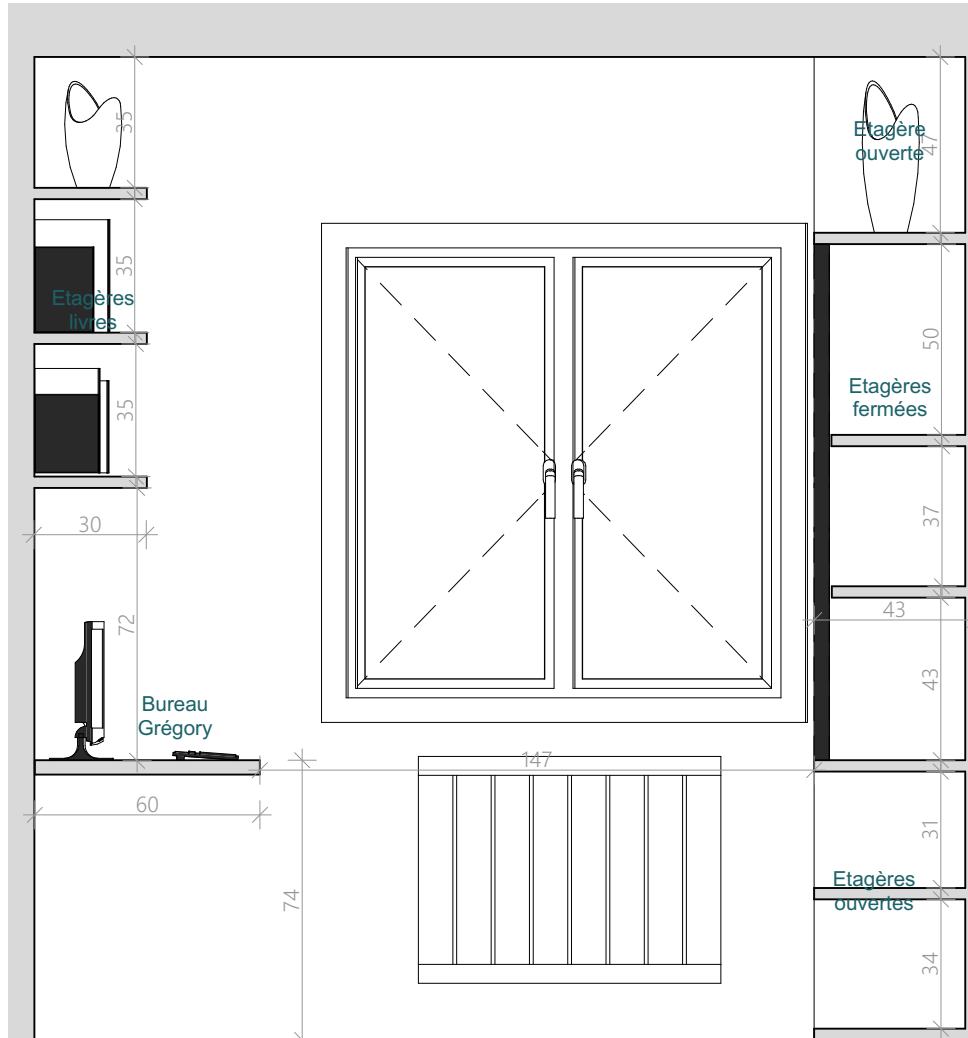 35
Etagère
ouverte
47
35
Etagères
livres
50
Etagères
fermées
35
37
30
72
43
43
Bureau
Grégory
147
60
31
74
Etagères
ouvertes
34